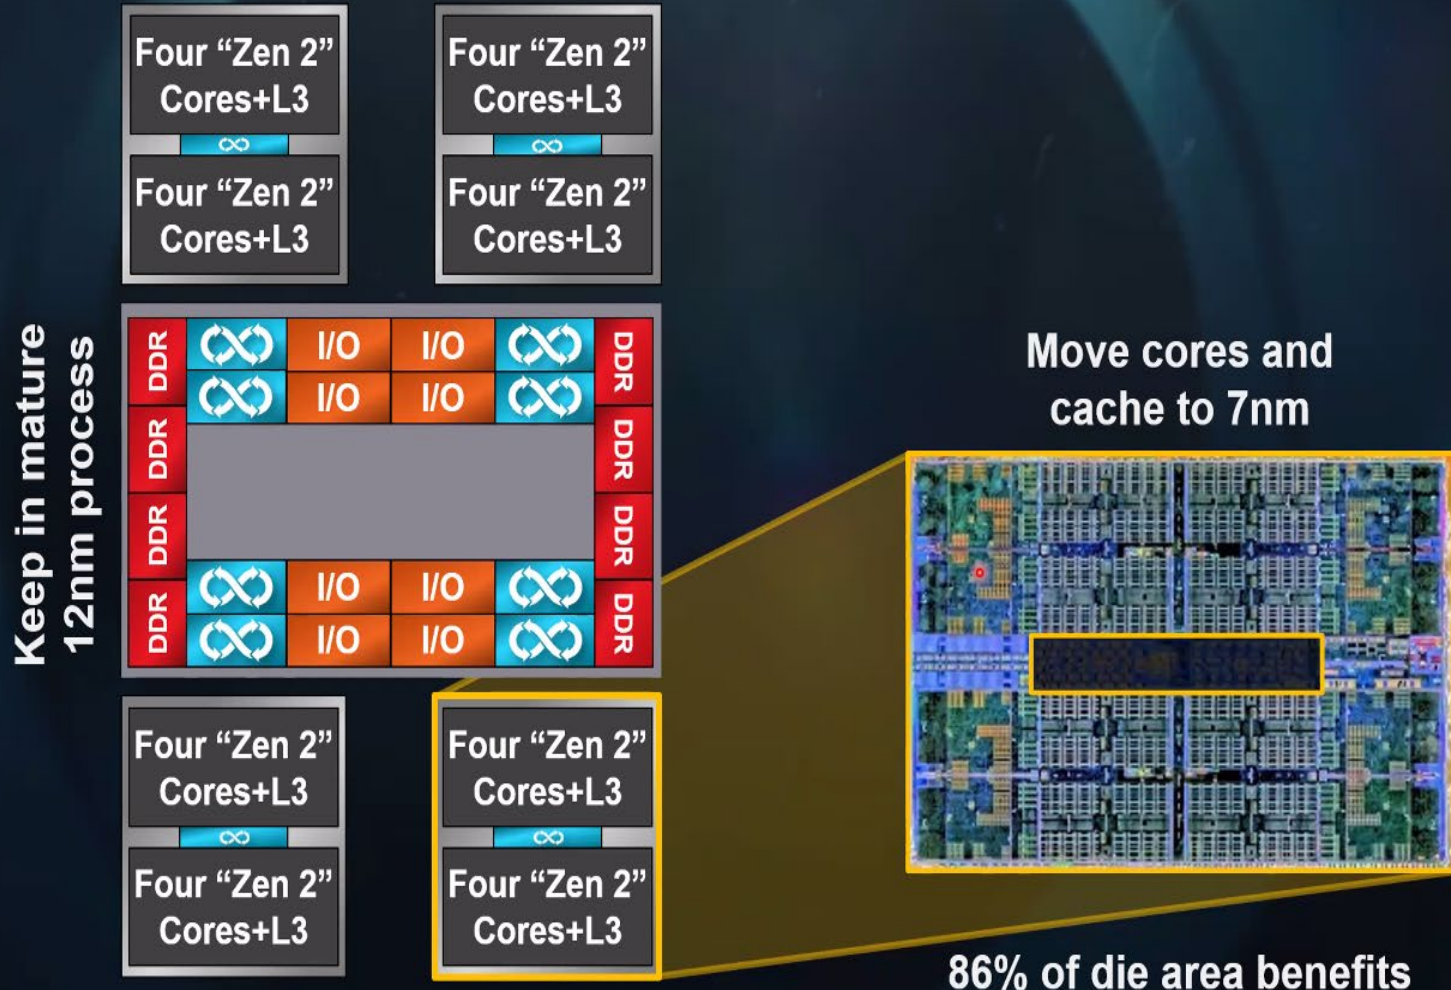 Four “Zen 2”
Cores+L3
Four “Zen 2”
Cores+L3
Four “Zen 2”
Cores+L3
Four “Zen 2”
Cores+L3
Keep in mature
12nm process
DDR
I/O
I/O
DDR
I/O
I/O
DDR
DDR
DDR
DDR
DDR
I/O
I/O
DDR
I/O
I/O
Four “Zen 2”
Cores+L3
Four “Zen 2”
Cores+L3
Four “Zen 2”
Cores+L3
Four “Zen 2”
Cores+L3
Move cores and
cache to 7nm
86% of die area benefits